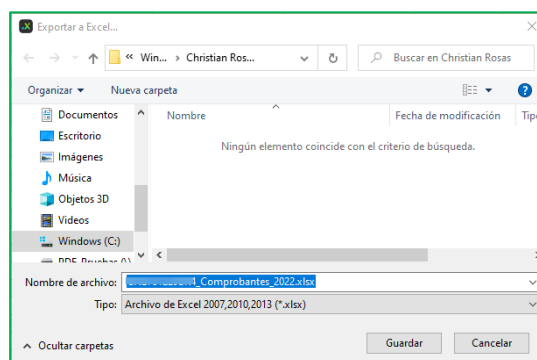 Exportar a Excel...
« Win... › Christian Ros...
Buscar en Christian Rosas
Organizar
Nueva carpeta
Documentos
Escritorio
Imágenes
Música
Objetos 3D
Videos
Windows (C:)
Nombre
Fecha de modificación
Ningún elemento coincide con el criterio de búsqueda.
Nombre de archivo:
_Comprobantes_2022.xlsx
Tipo:
Archivo de Excel 2007,2010,2013 (*.xlsx)
Ocultar carpetas
Guardar
Cancelar